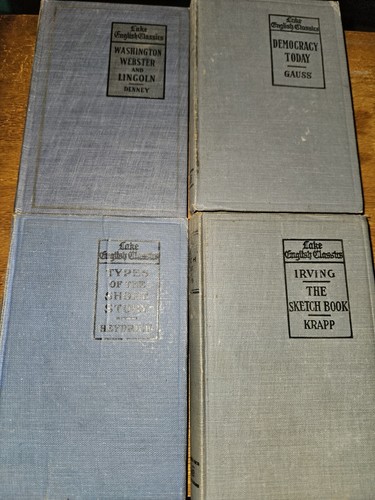 Lake
English Classics
WASHINGTON
WEBSTER
AND
LINCOLN
DENNEY
Lake
English Classics
DEMOCRACY
TODAY
GAUSS
Lake
English Classics
TYPES
OF THE
SHORT
STORY
HEYDRICK
Lake
English Classics
IRVING
THE
SKETCH BOOK
KRAPP